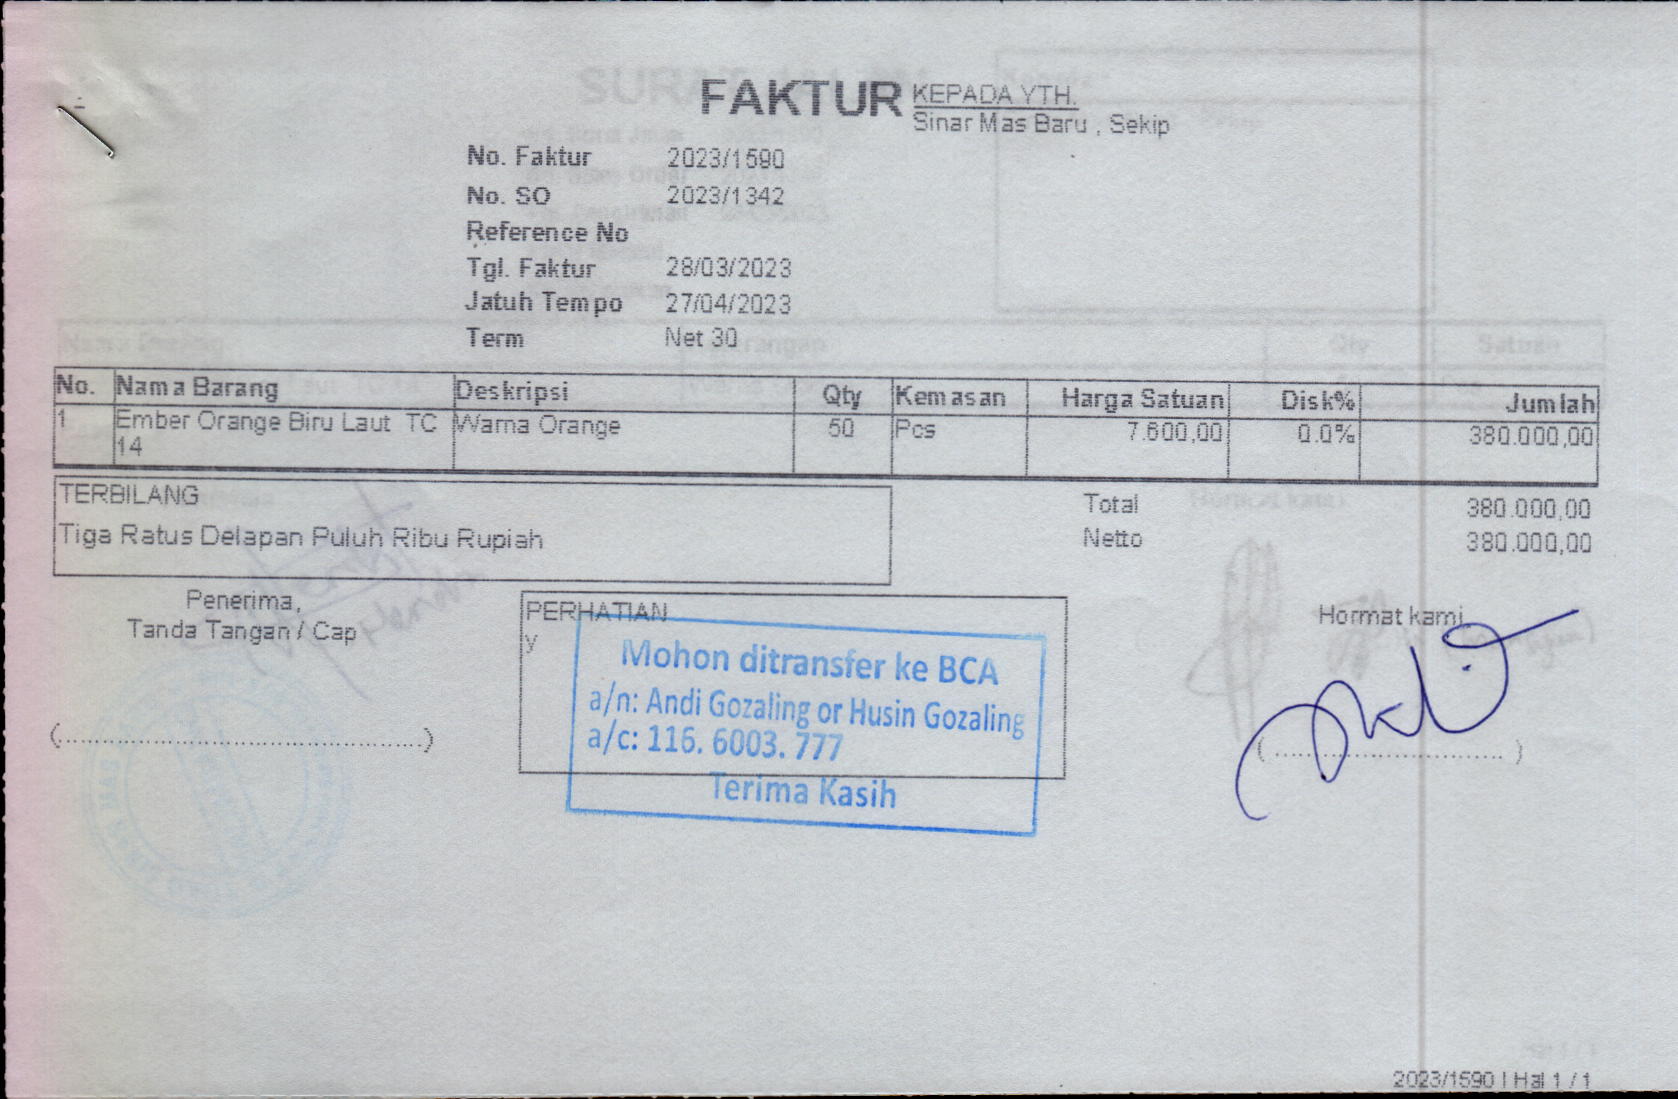 FAKTUR
KEPADA YTH.
Sinar Mas Baru , Sekip
No. Faktur 2023/1590
No. SO 2023/1342
Reference No
Tgl. Faktur 28/03/2023
Jatuh Tempo 27/04/2023
Term Net 30
No. Nama Barang Deskripsi Qty Kemasan Harga Satuan Disk% Jumlah
1 Ember Orange Biru Laut TC Warna Orange 50 Pcs 7.600,00 0.0% 380.000,00
14
TERBILANG
Tiga Ratus Delapan Puluh Ribu Rupiah
Total 380.000,00
Netto 380.000,00
Penerima,
Tanda Tangan / Cap
(................................................)
PERHATIAN
y
Mohon ditransfer ke BCA
a/n: Andi Gozaling or Husin Gozaling
a/c: 116. 6003. 777
Terima Kasih
Hormat kami
(................................)
2023/1590 | Hal 1 / 1